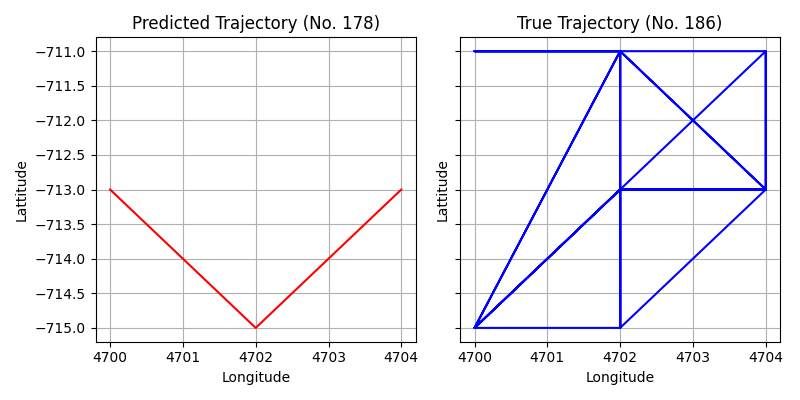 Predicted Trajectory (No. 178)
−711.0
−711.5
−712.0
−712.5
−713.0
−713.5
−714.0
−714.5
−715.0
Lattitude
4700 4701 4702 4703 4704
Longitude
True Trajectory (No. 186)
Lattitude
4700 4701 4702 4703 4704
Longitude